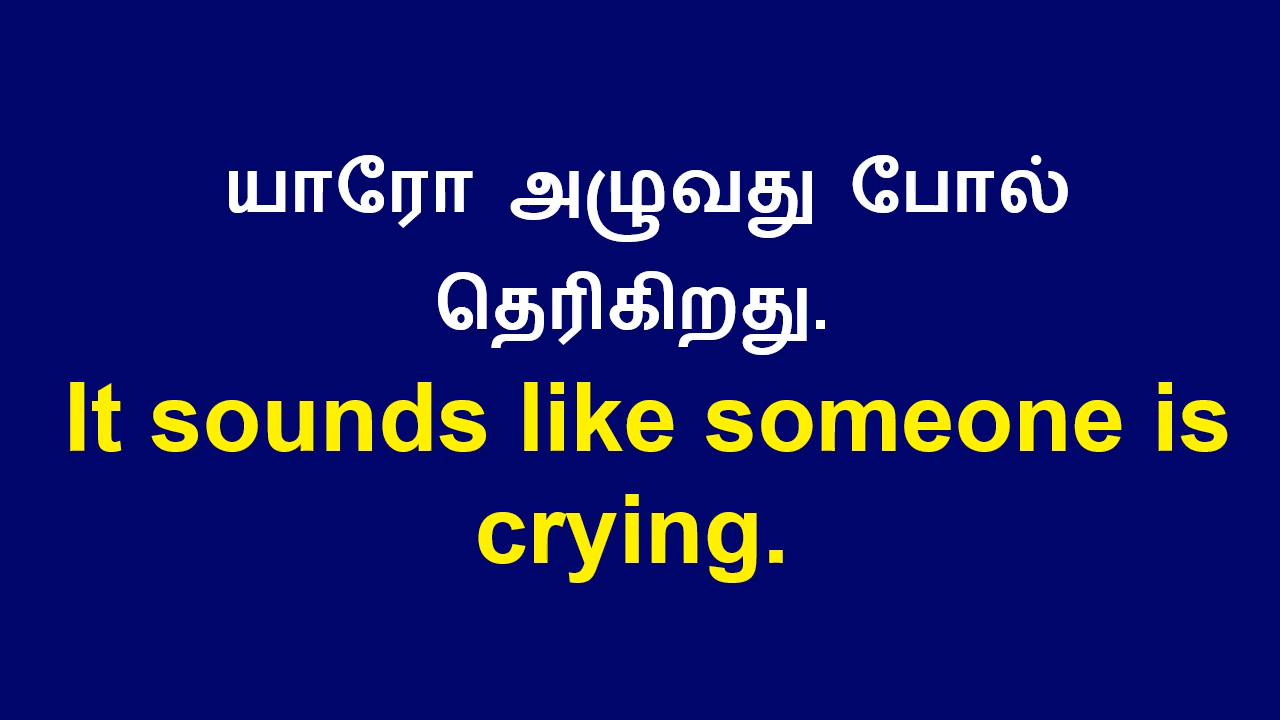 யாரோ அழுவது போல்
தெரிகிறது.
It sounds like someone is
crying.